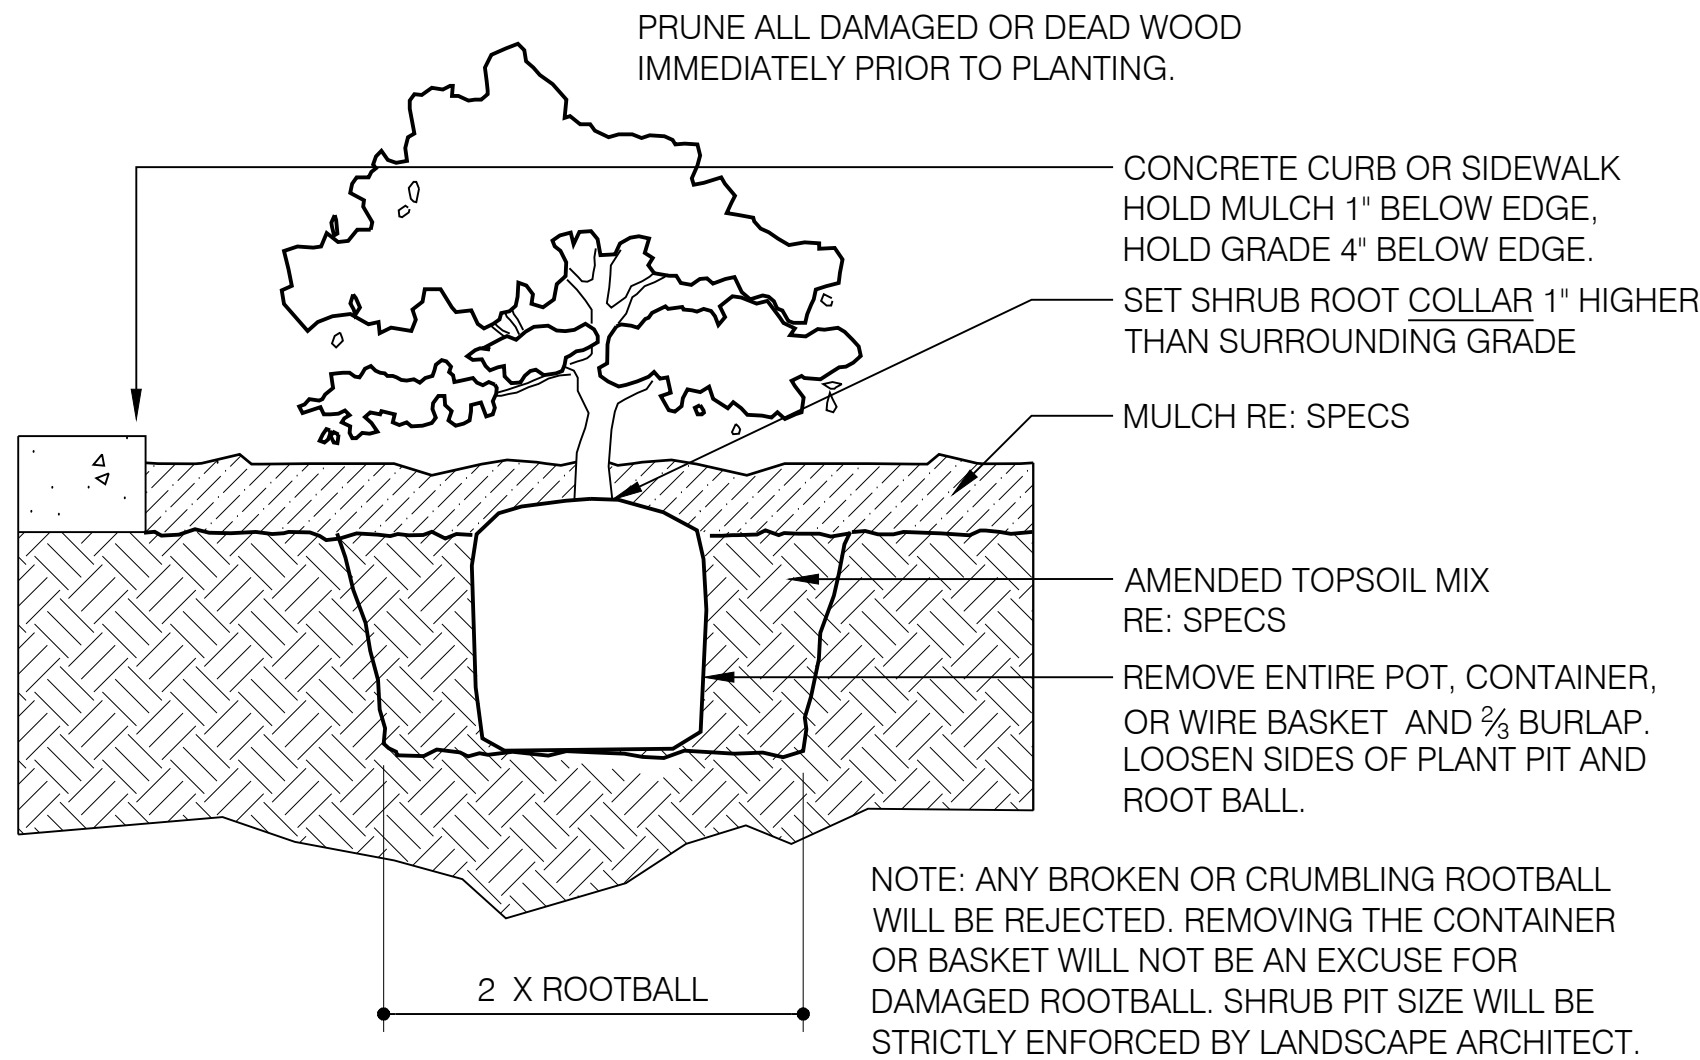 PRUNE ALL DAMAGED OR DEAD WOOD
IMMEDIATELY PRIOR TO PLANTING.
CONCRETE CURB OR SIDEWALK
HOLD MULCH 1" BELOW EDGE,
HOLD GRADE 4" BELOW EDGE.
SET SHRUB ROOT COLLAR 1" HIGHER
THAN SURROUNDING GRADE
MULCH RE: SPECS
AMENDED TOPSOIL MIX
RE: SPECS
REMOVE ENTIRE POT, CONTAINER,
OR WIRE BASKET AND ⅔ BURLAP.
LOOSEN SIDES OF PLANT PIT AND
ROOT BALL.
NOTE: ANY BROKEN OR CRUMBLING ROOTBALL
WILL BE REJECTED. REMOVING THE CONTAINER
OR BASKET WILL NOT BE AN EXCUSE FOR
DAMAGED ROOTBALL. SHRUB PIT SIZE WILL BE
STRICTLY ENFORCED BY LANDSCAPE ARCHITECT.
2 X ROOTBALL